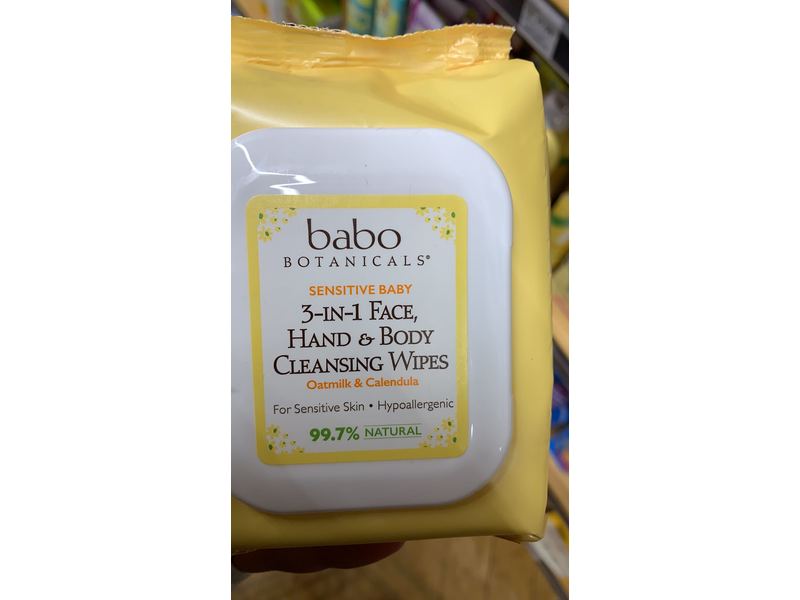 babo
BOTANICALS®
SENSITIVE BABY
3-IN-1 FACE,
HAND & BODY
CLEANSING WIPES
Oatmilk & Calendula
For Sensitive Skin • Hypoallergenic
99.7% NATURAL